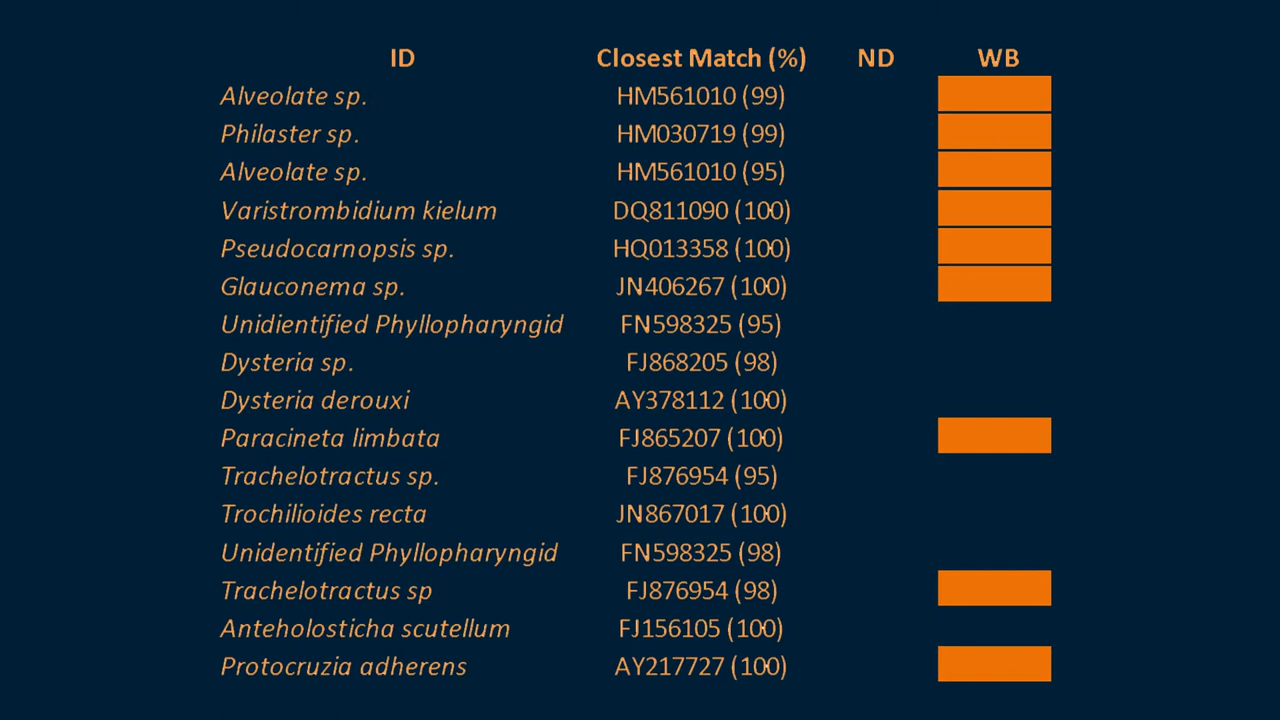 ID Closest Match (%) ND WB
Alveolate sp. HM561010 (99)
Philaster sp. HM030719 (99)
Alveolate sp. HM561010 (95)
Varistrombidium kielum DQ811090 (100)
Pseudocarnopsis sp. HQ013358 (100)
Glauconema sp. JN406267 (100)
Unidientified Phyllopharyngid FN598325 (95)
Dysteria sp. FJ868205 (98)
Dysteria derouxi AY378112 (100)
Paracineta limbata FJ865207 (100)
Trachelotractus sp. FJ876954 (95)
Trochilioides recta JN867017 (100)
Unidentified Phyllopharyngid FN598325 (98)
Trachelotractus sp FJ876954 (98)
Anteholosticha scutellum FJ156105 (100)
Protocruzia adherens AY217727 (100)